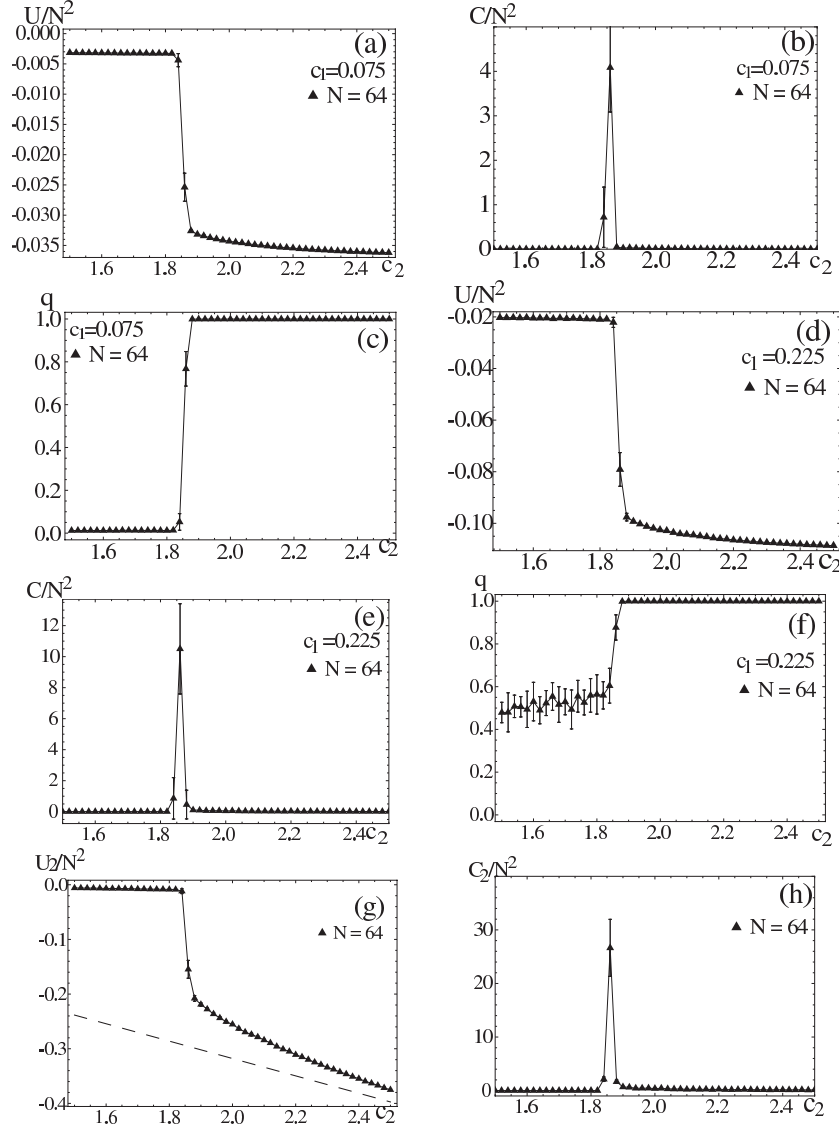 U/N²
0.000
-0.005
-0.010
-0.015
-0.020
-0.025
-0.030
-0.035
(a)
c₁=0.075
▲ N = 64
1.6 1.8 2.0 2.2 2.4 c₂
C/N²
4
3
2
1
0
(b)
c₁=0.075
▲ N = 64
1.6 1.8 2.0 2.2 2.4 c₂
q
1.0
0.8
0.6
0.4
0.2
0.0
c₁=0.075
▲ N = 64
(c)
1.6 1.8 2.0 2.2 2.4 c₂
U/N²
-0.02
-0.04
-0.06
-0.08
-0.10
(d)
c₁=0.225
▲ N = 64
1.6 1.8 2.0 2.2 2.4 c₂
C/N²
12
10
8
6
4
2
0
(e)
c₁=0.225
▲ N = 64
1.6 1.8 2.0 2.2 2.4 c₂
q
1.0
0.8
0.6
0.4
0.2
0.0
(f)
c₁=0.225
▲ N = 64
1.6 1.8 2.0 2.2 2.4 c₂
U₂/N²
0.0
-0.1
-0.2
-0.3
-0.4
(g)
▲ N = 64
1.6 1.8 2.0 2.2 2.4 c₂
C₂/N²
30
20
10
0
(h)
▲ N = 64
1.6 1.8 2.0 2.2 2.4 c₂